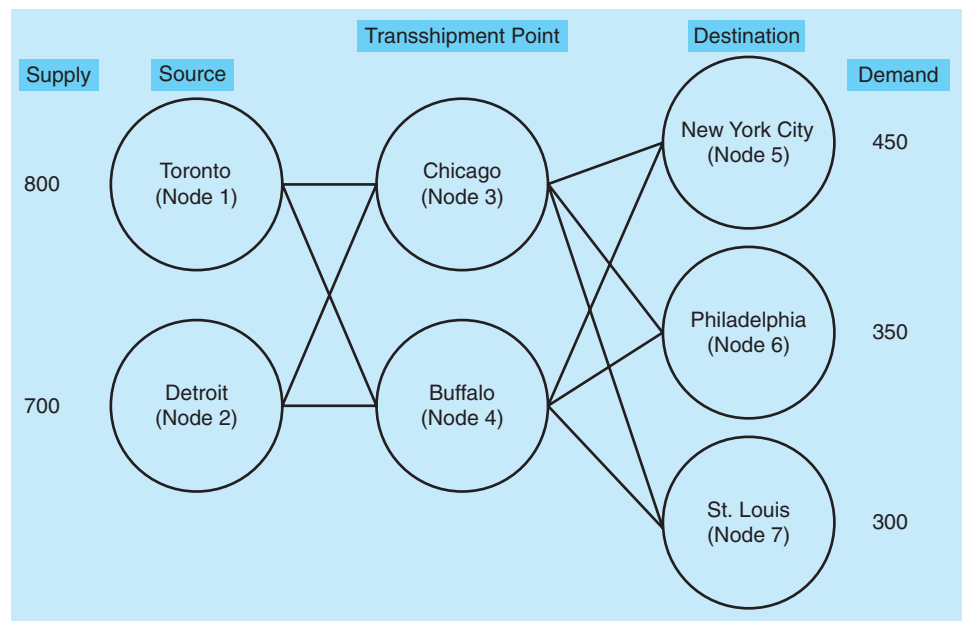 Transshipment Point
Destination
Supply
Source
Demand
Toronto
(Node 1)
Chicago
(Node 3)
New York City
(Node 5)
800
450
Philadelphia
(Node 6)
350
Detroit
(Node 2)
Buffalo
(Node 4)
700
St. Louis
(Node 7)
300